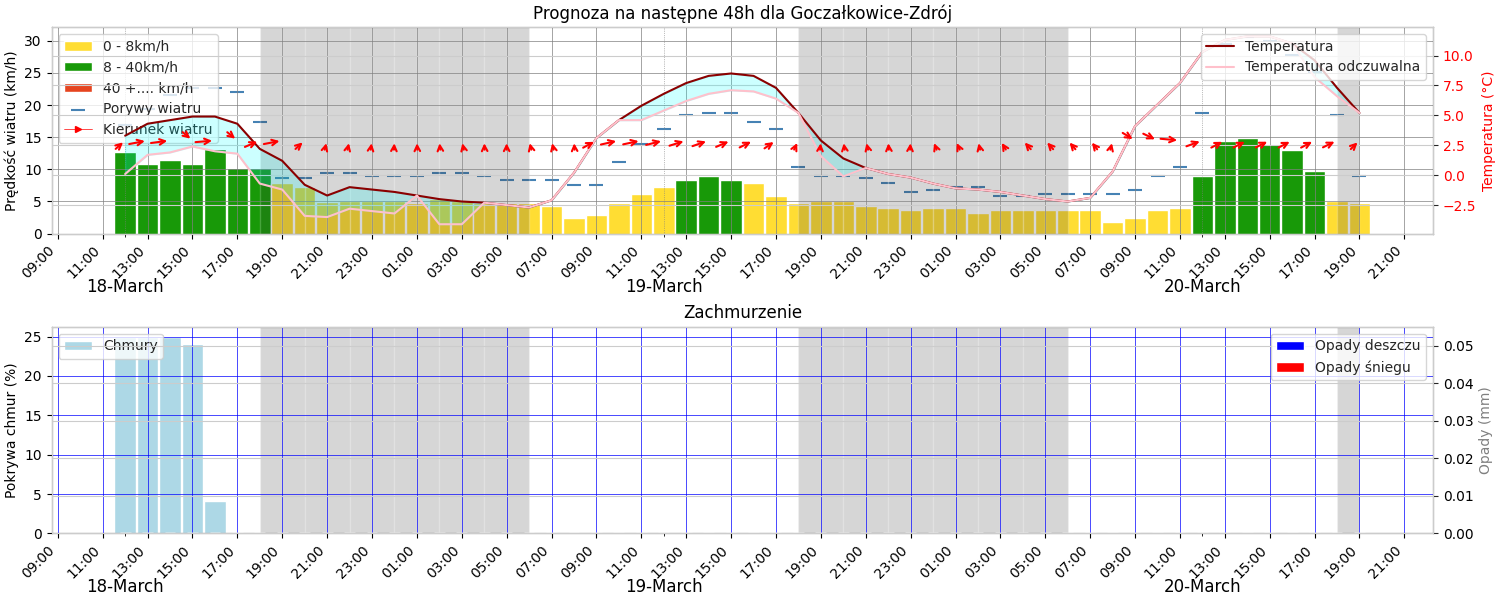 Prognoza na następne 48h dla Goczałkowice-Zdrój
Prędkość wiatru (km/h)
30
25
20
15
10
5
0
0 - 8km/h
8 - 40km/h
40 +.... km/h
Porywy wiatru
Kierunek wiatru
Temperatura
Temperatura odczuwalna
10.0
7.5
5.0
2.5
0.0
−2.5
Temperatura (°C)
09:00 11:00 13:00 15:00 17:00 19:00 21:00 23:00 01:00 03:00 05:00 07:00 09:00 11:00 13:00 15:00 17:00 19:00 21:00 23:00 01:00 03:00 05:00 07:00 09:00 11:00 13:00 15:00 17:00 19:00 21:00
18-March 19-March 20-March
Zachmurzenie
Pokrywa chmur (%)
25
20
15
10
5
0
Chmury
Opady deszczu
Opady śniegu
0.05
0.04
0.03
0.02
0.01
0.00
Opady (mm)
09:00 11:00 13:00 15:00 17:00 19:00 21:00 23:00 01:00 03:00 05:00 07:00 09:00 11:00 13:00 15:00 17:00 19:00 21:00 23:00 01:00 03:00 05:00 07:00 09:00 11:00 13:00 15:00 17:00 19:00 21:00
18-March 19-March 20-March